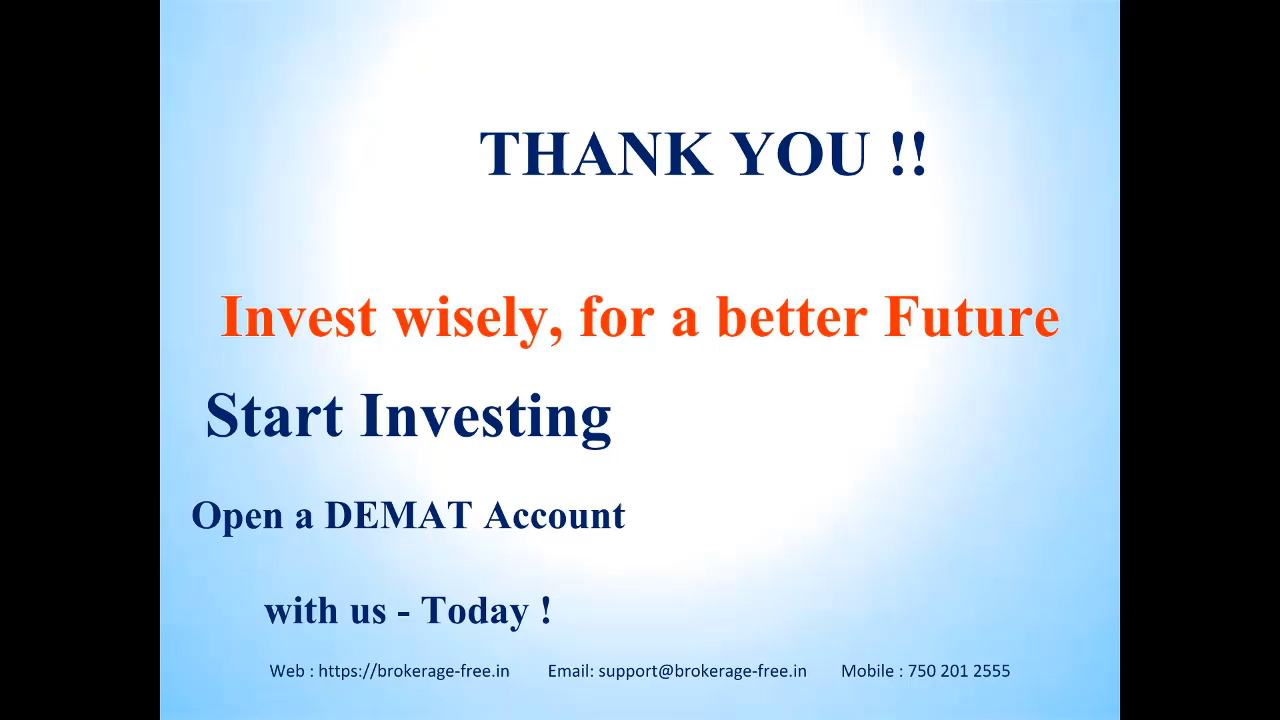 THANK YOU !!
Invest wisely, for a better Future
Start Investing
Open a DEMAT Account
with us - Today !
Web : https://brokerage-free.in Email: support@brokerage-free.in Mobile : 750 201 2555